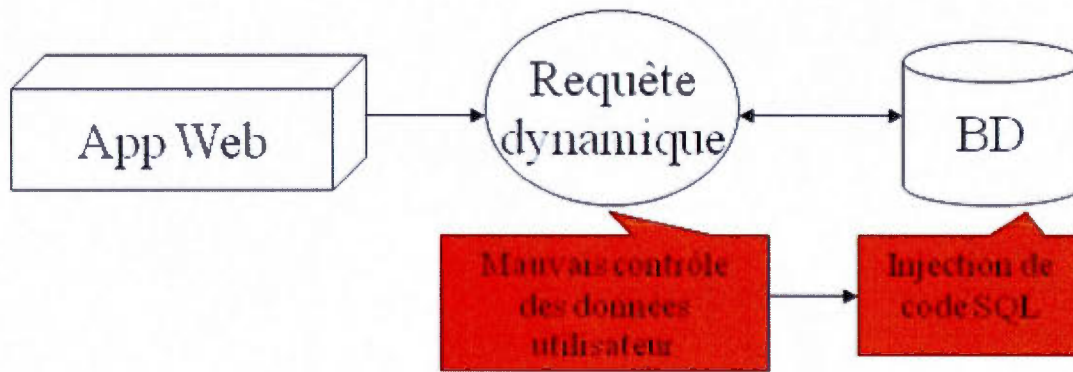 App Web
Requête
dynamique
BD
Mauvais contrôle
des données
utilisateur
Injection de
code SQL